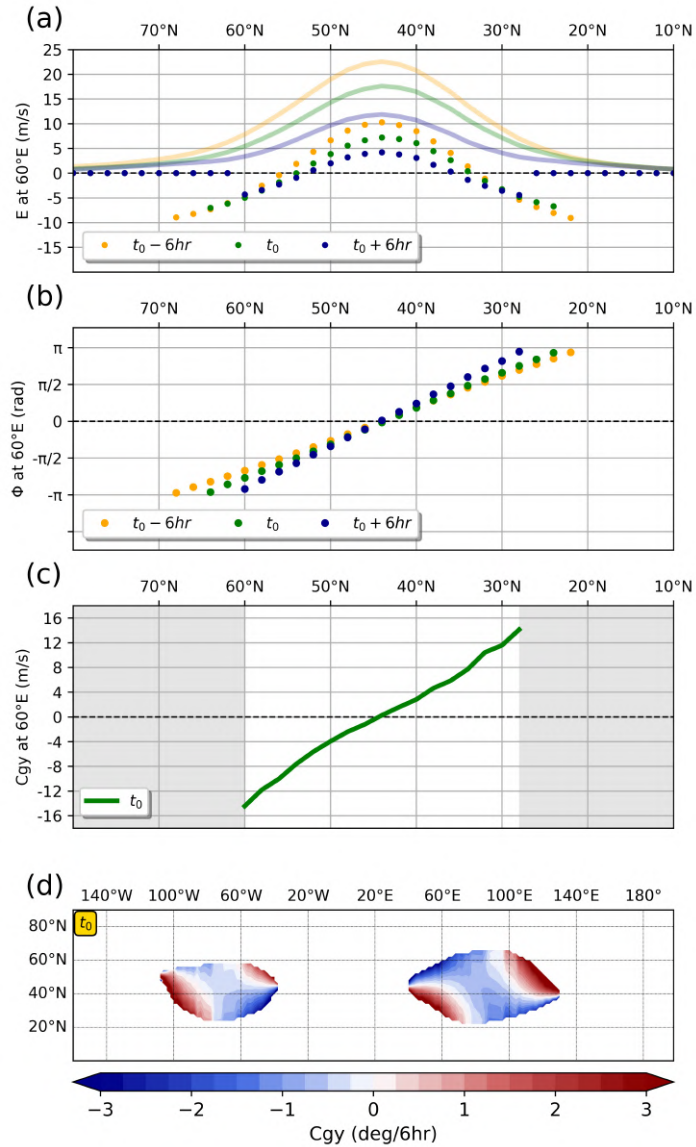 (a)
70°N 60°N 50°N 40°N 30°N 20°N 10°N
E at 60°E (m/s)
25
20
15
10
5
0
-5
-10
-15
t₀ − 6hr t₀ t₀ + 6hr
(b)
70°N 60°N 50°N 40°N 30°N 20°N 10°N
Φ at 60°E (rad)
π
π/2
0
-π/2
-π
t₀ − 6hr t₀ t₀ + 6hr
(c)
70°N 60°N 50°N 40°N 30°N 20°N 10°N
Cgy at 60°E (m/s)
16
12
8
4
0
-4
-8
-12
-16
t₀
(d)
140°W 100°W 60°W 20°W 20°E 60°E 100°E 140°E 180°
t₀
80°N
60°N
40°N
20°N
−3 −2 −1 0 1 2 3
Cgy (deg/6hr)